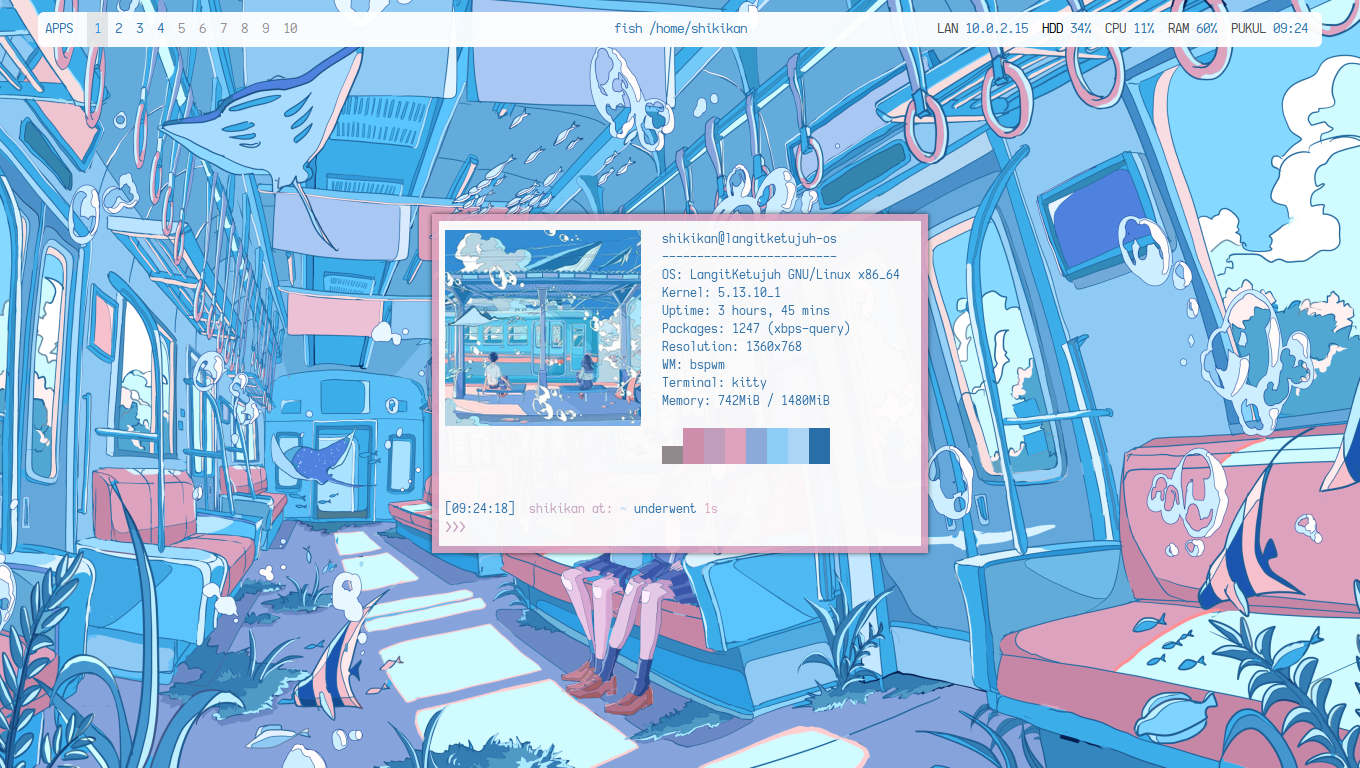 APPS 1 2 3 4 5 6 7 8 9 10 fish /home/shikikan LAN 10.0.2.15 HDD 34% CPU 11% RAM 60% PUKUL 09:24
shikikan@langitketujuh-os
-------------------------
OS: LangitKetujuh GNU/Linux x86_64
Kernel: 5.13.10_1
Uptime: 3 hours, 45 mins
Packages: 1247 (xbps-query)
Resolution: 1360x768
WM: bspwm
Terminal: kitty
Memory: 742MiB / 1480MiB
[09:24:18] shikikan at: ~ underwent 1s
❯❯❯